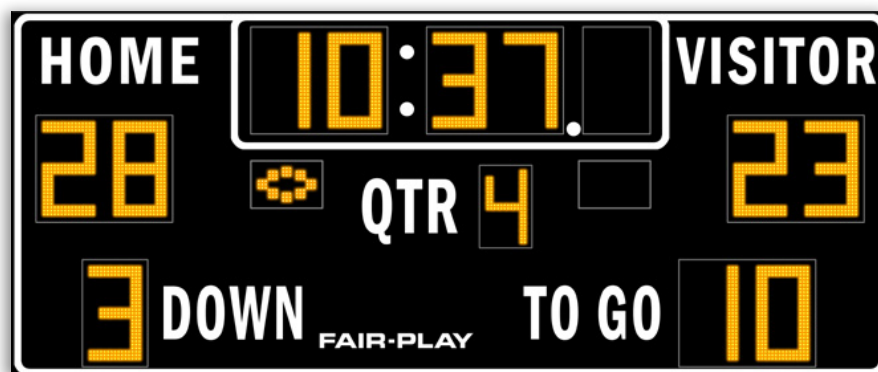 HOME 10:37. VISITOR
28 QTR 4 23
3 DOWN TO GO 10
FAIR-PLAY